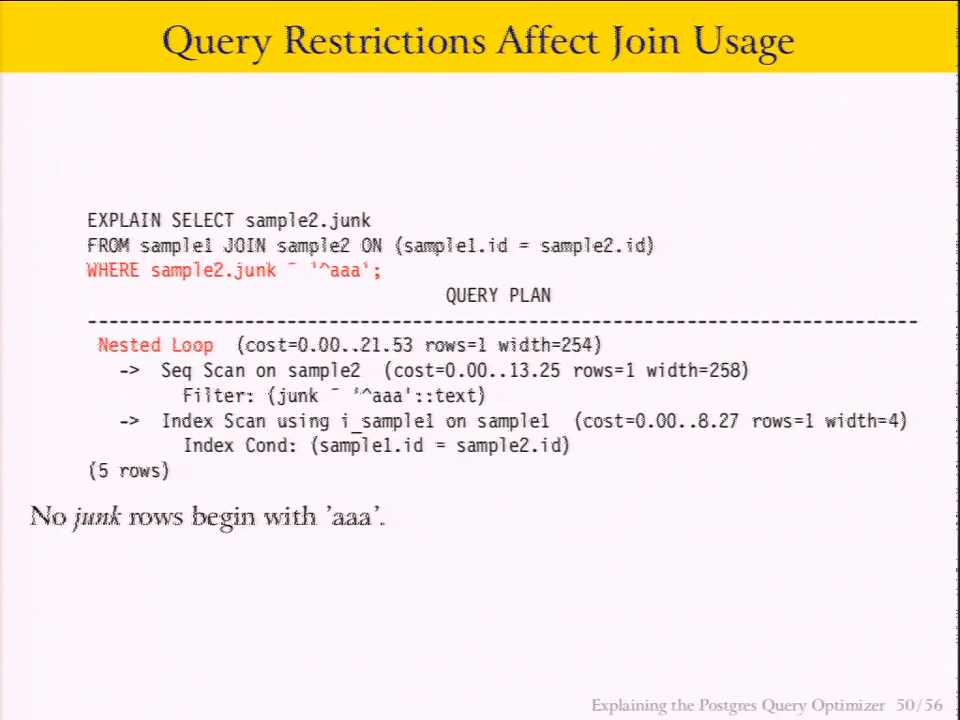 Query Restrictions Affect Join Usage
EXPLAIN SELECT sample2.junk
FROM sample1 JOIN sample2 ON (sample1.id = sample2.id)
WHERE sample2.junk ~ '^aaa';
QUERY PLAN
-------------------------------------------------------------------------------
Nested Loop (cost=0.00..21.53 rows=1 width=254)
-> Seq Scan on sample2 (cost=0.00..13.25 rows=1 width=258)
Filter: (junk ~ '^aaa'::text)
-> Index Scan using i_sample1 on sample1 (cost=0.00..8.27 rows=1 width=4)
Index Cond: (sample1.id = sample2.id)
(5 rows)
No junk rows begin with 'aaa'.
Explaining the Postgres Query Optimizer 50/56